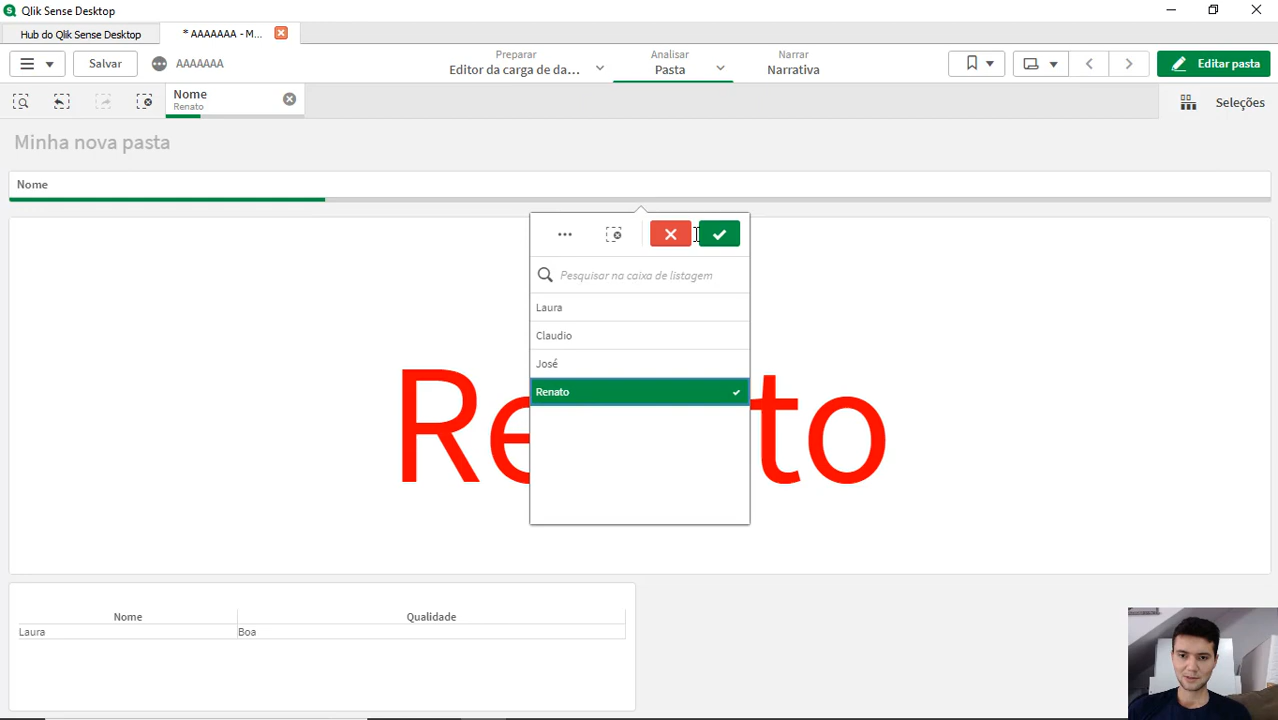 Qlik Sense Desktop
Hub do Qlik Sense Desktop
* AAAAAAA - M...
Salvar
AAAAAAA
Preparar
Editor da carga de da...
Analisar
Pasta
Narrar
Narrativa
Editar pasta
Nome
Renato
Seleções
Minha nova pasta
Nome
Pesquisar na caixa de listagem
Laura
Claudio
José
Renato
Nome Qualidade
Laura Boa